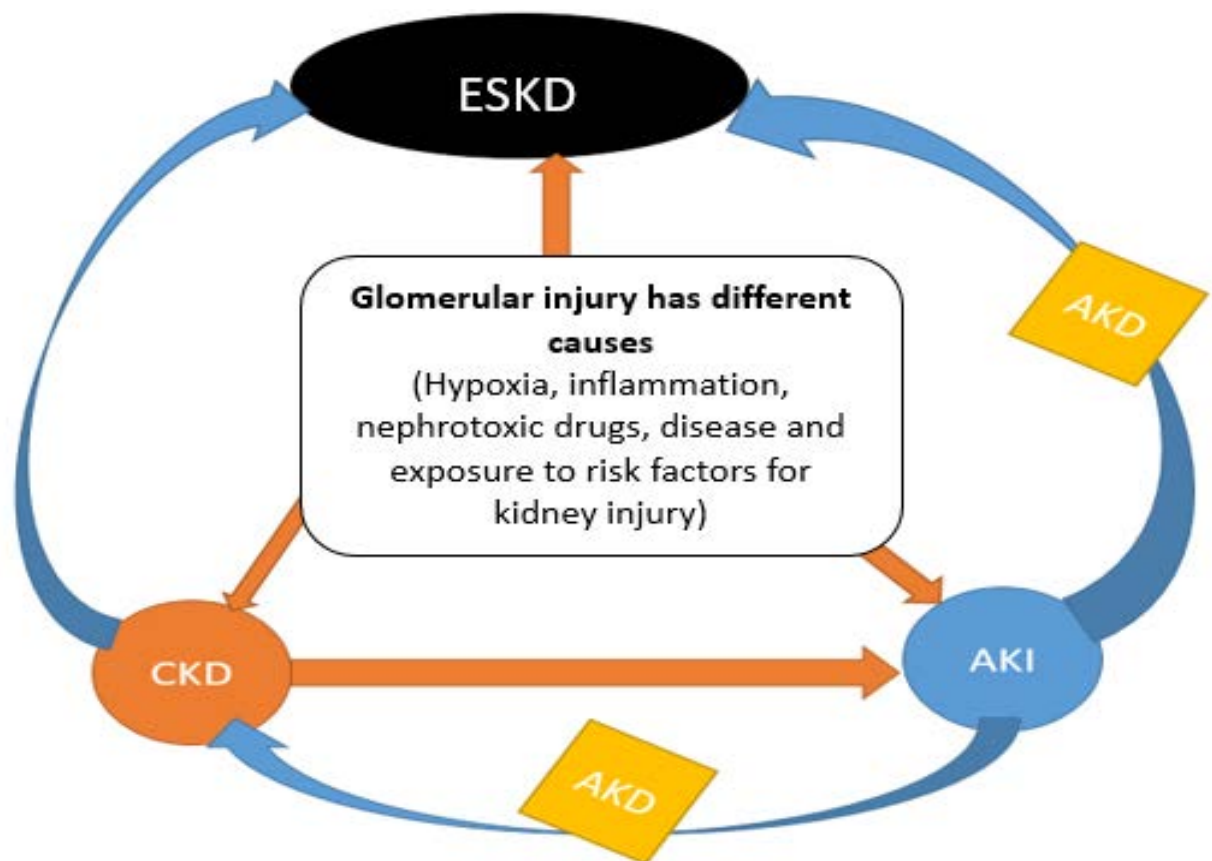 ESKD
AKD
Glomerular injury has different
causes
(Hypoxia, inflammation,
nephrotoxic drugs, disease and
exposure to risk factors for
kidney injury)
CKD
AKI
AKD